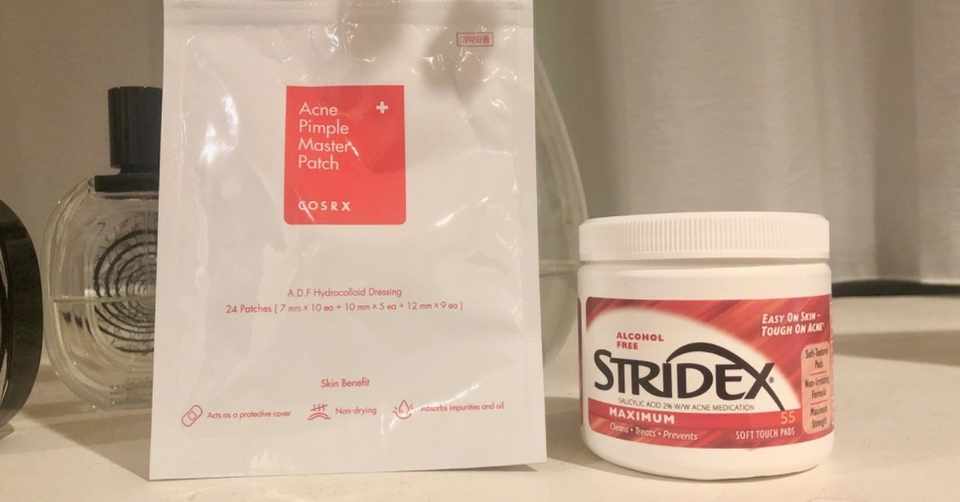 Acne
Pimple
Master
Patch
COSRX
A.D.F Hydrocolloid Dressing
24 Patches [ 7 mm × 10 ea + 10 mm × 5 ea + 12 mm × 9 ea ]
Skin Benefit
Acts as a protective cover
Non-drying
Absorbs impurities and oil
EASY ON SKIN -
TOUGH ON ACNE
ALCOHOL
FREE
STRIDEX®
SALICYLIC ACID 2% W/W ACNE MEDICATION
MAXIMUM
Cleans • Treats • Prevents
55
SOFT TOUCH PADS
Soft-Textured
Pads
Non-Drying
Formula
Maximum
Strength